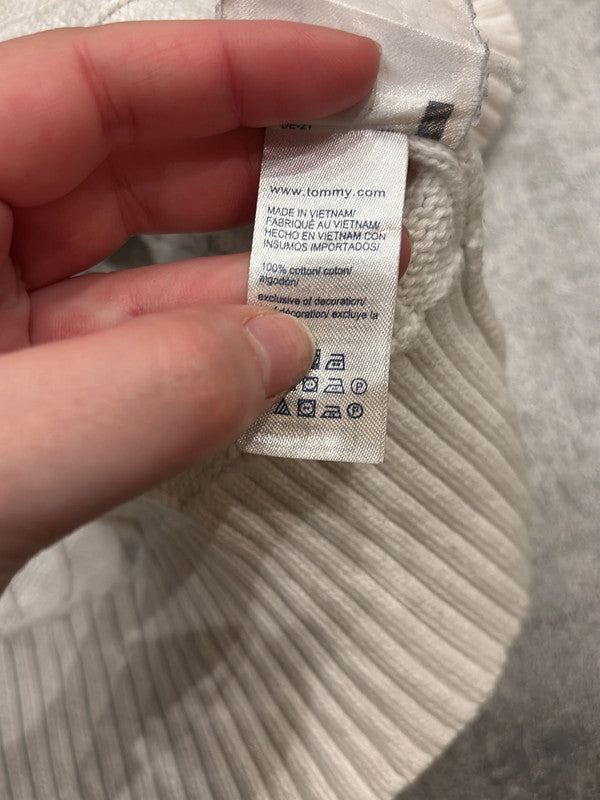 www.tommy.com
MADE IN VIETNAM/
FABRIQUÉ AU VIETNAM/
HECHO EN VIETNAM CON
INSUMOS IMPORTADOS/
100% cotton/ coton/
algodon/
exclusive of decoration/
décoration/ excluye la